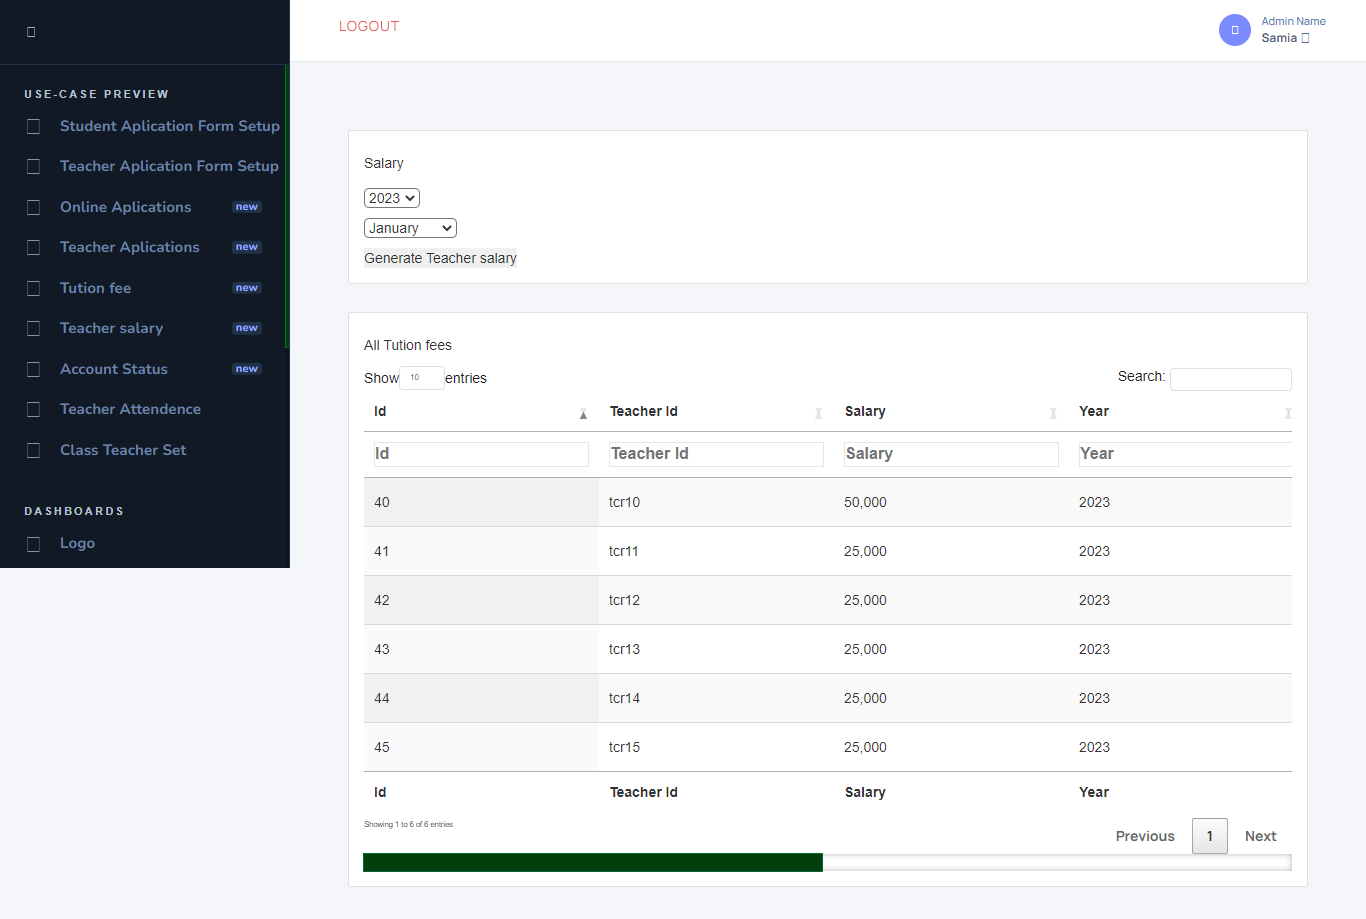 LOGOUT
Admin Name
Samia
USE-CASE PREVIEW
Student Aplication Form Setup
Teacher Aplication Form Setup
Online Aplications new
Teacher Aplications new
Tution fee new
Teacher salary new
Account Status new
Teacher Attendence
Class Teacher Set
DASHBOARDS
Logo
Salary
2023
January
Generate Teacher salary
All Tution fees
Show 10 entries
Search:
Id Teacher Id Salary Year
Id Teacher Id Salary Year
40 tcr10 50,000 2023
41 tcr11 25,000 2023
42 tcr12 25,000 2023
43 tcr13 25,000 2023
44 tcr14 25,000 2023
45 tcr15 25,000 2023
Id Teacher Id Salary Year
Showing 1 to 6 of 6 entries
Previous 1 Next